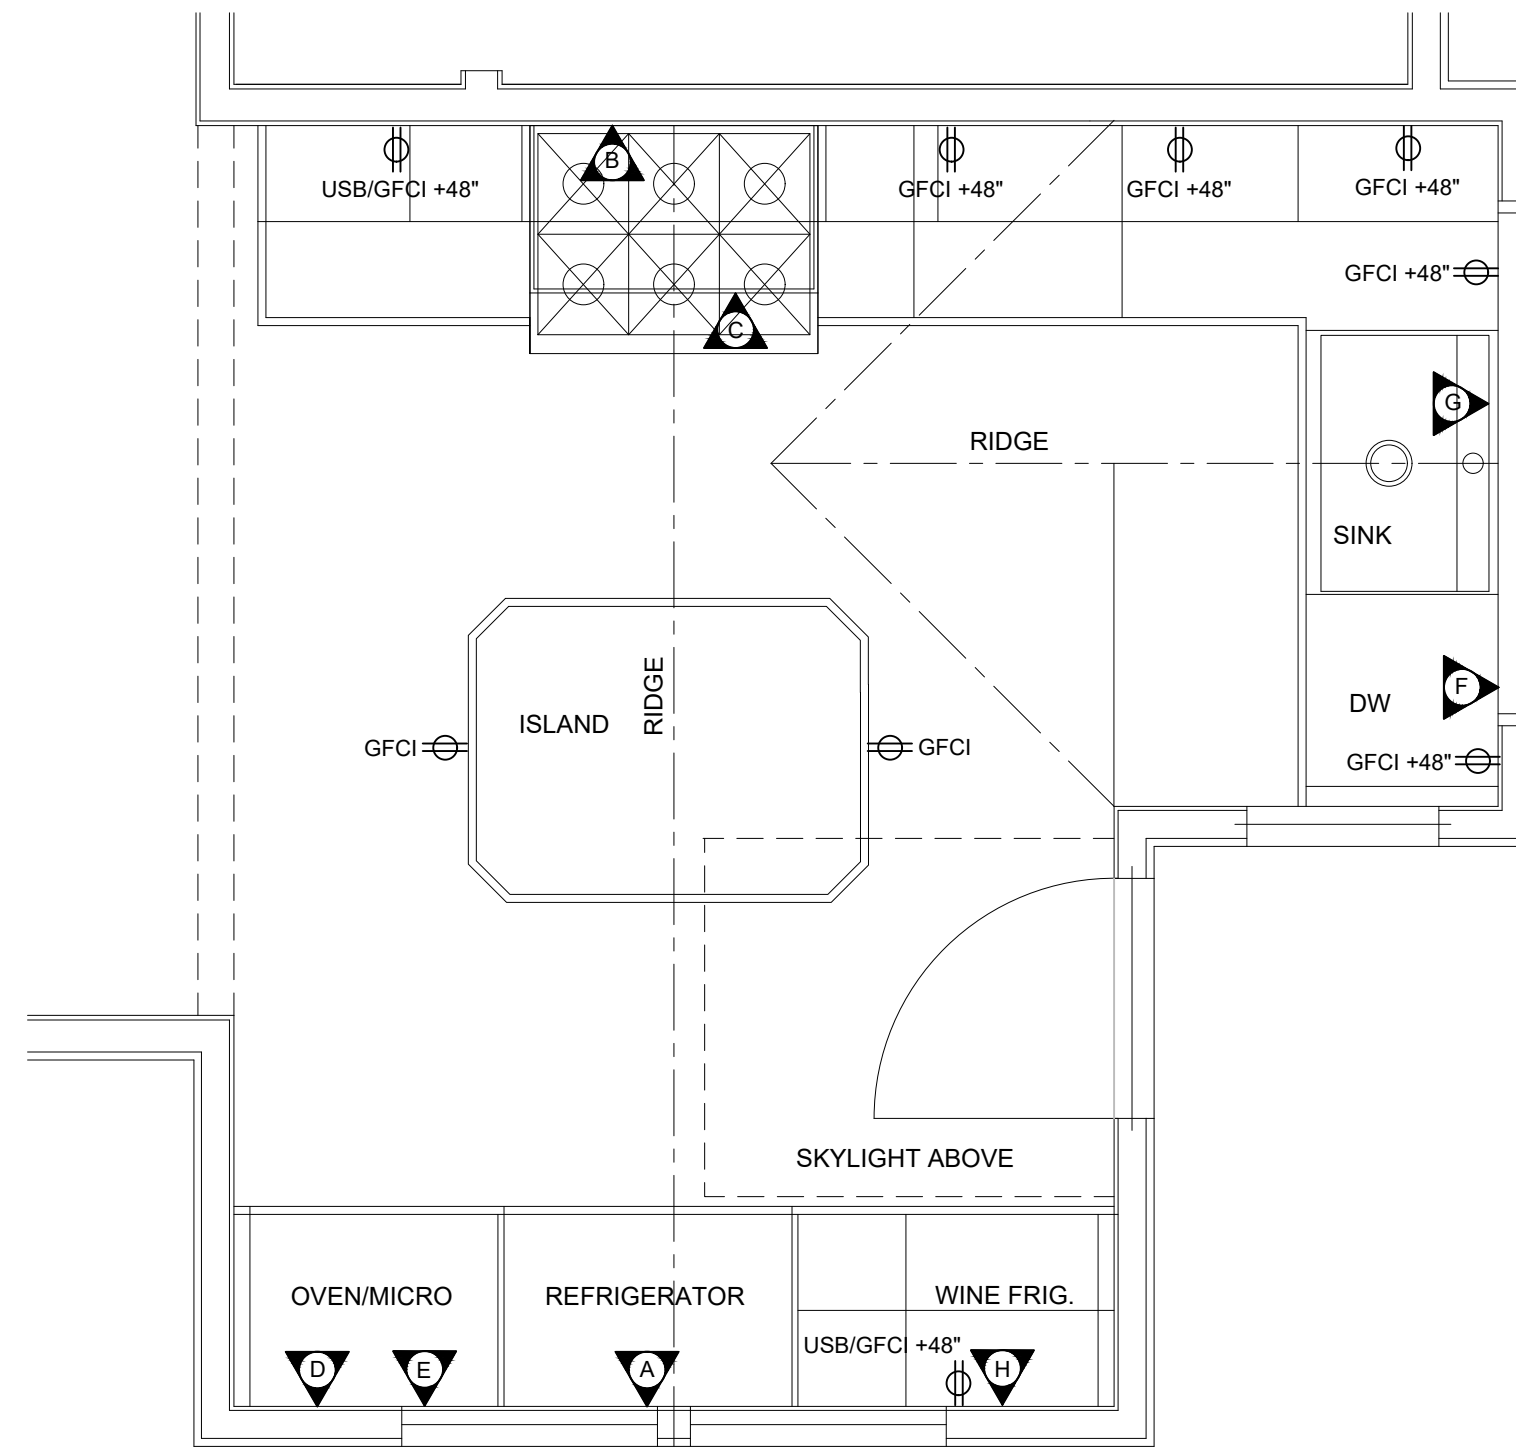 B
USB/GFCI +48"
GFCI +48"
GFCI +48"
GFCI +48"
GFCI +48"
C
G
RIDGE
SINK
RIDGE
F
DW
ISLAND
GFCI
GFCI
GFCI +48"
SKYLIGHT ABOVE
OVEN/MICRO
REFRIGERATOR
WINE FRIG.
USB/GFCI +48"
D
E
A
H